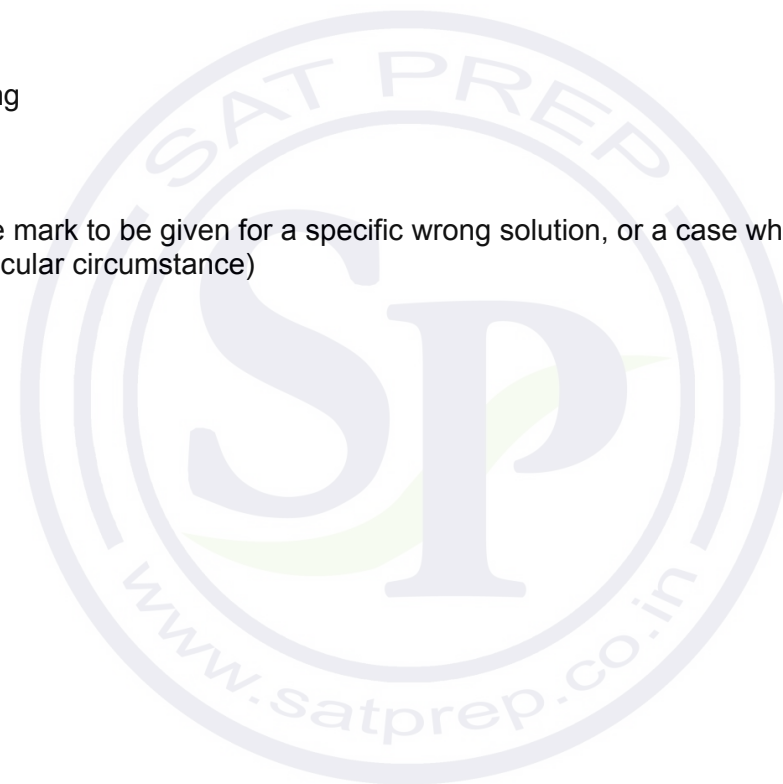 ng
e mark to be given for a specific wrong solution, or a case wh
cular circumstance)
SAT PREP
SP
www.satprep.co.in